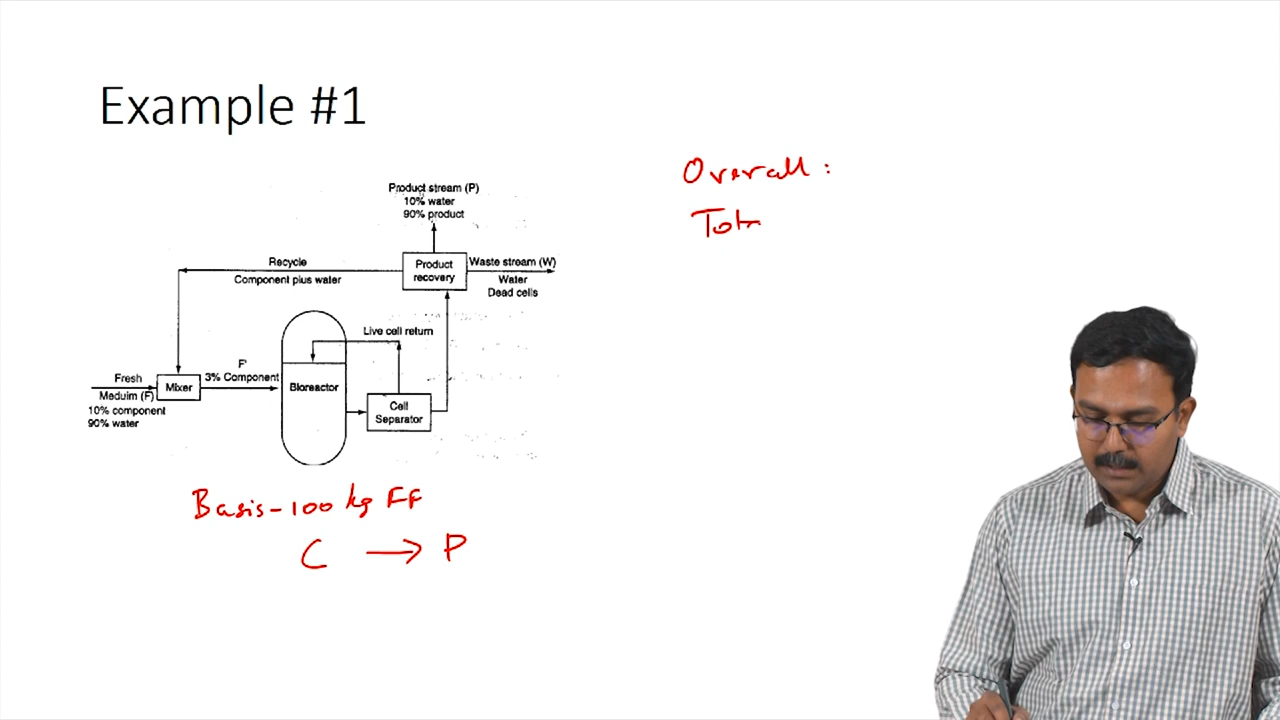 Example #1
Overall :
Tot
Product stream (P)
10% water
90% product
Recycle
Component plus water
Product
recovery
Waste stream (W)
Water
Dead cells
Live cell return
Fresh
Meduim (F)
10% component
90% water
Mixer
F'
3% Component
Bioreactor
Cell
Separator
Basis - 100 kg FF
C → P